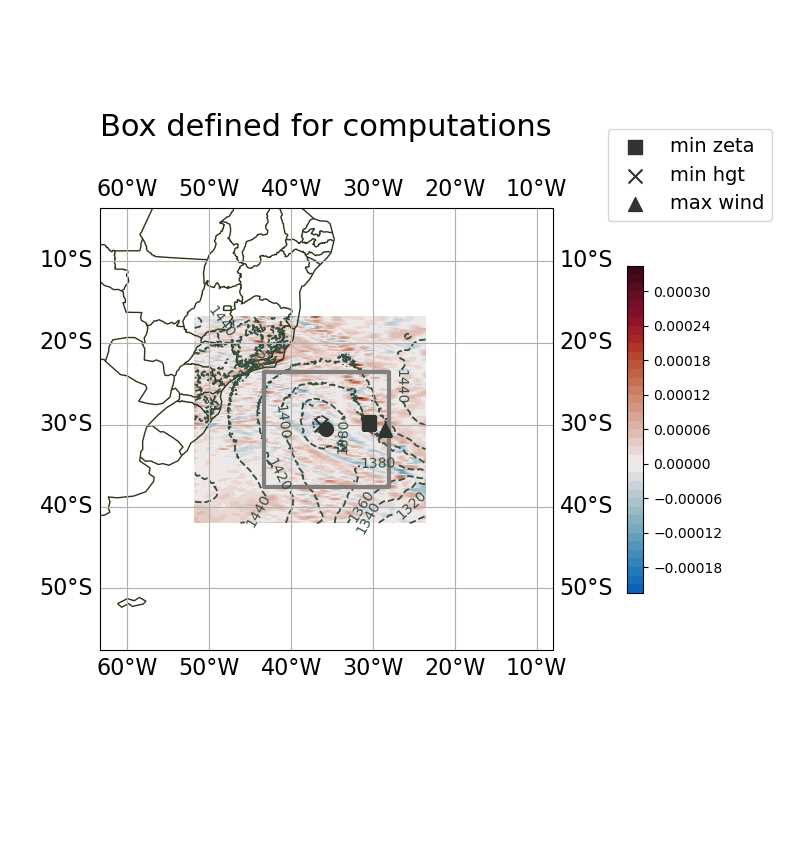 Box defined for computations
min zeta
min hgt
max wind
60°W 50°W 40°W 30°W 20°W 10°W
10°S 10°S
20°S 20°S
30°S 30°S
40°S 40°S
50°S 50°S
60°W 50°W 40°W 30°W 20°W 10°W
1440
1400
1380
1380
1420
1440
1360
1340
1320
0.00030
0.00024
0.00018
0.00012
0.00006
0.00000
−0.00006
−0.00012
−0.00018